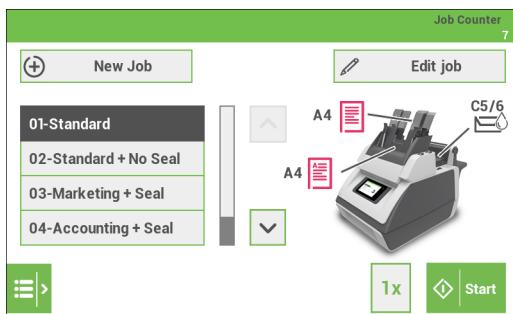 Job Counter
7
New Job
Edit job
01-Standard
02-Standard + No Seal
03-Marketing + Seal
04-Accounting + Seal
A4
C5/6
A4
1x
Start